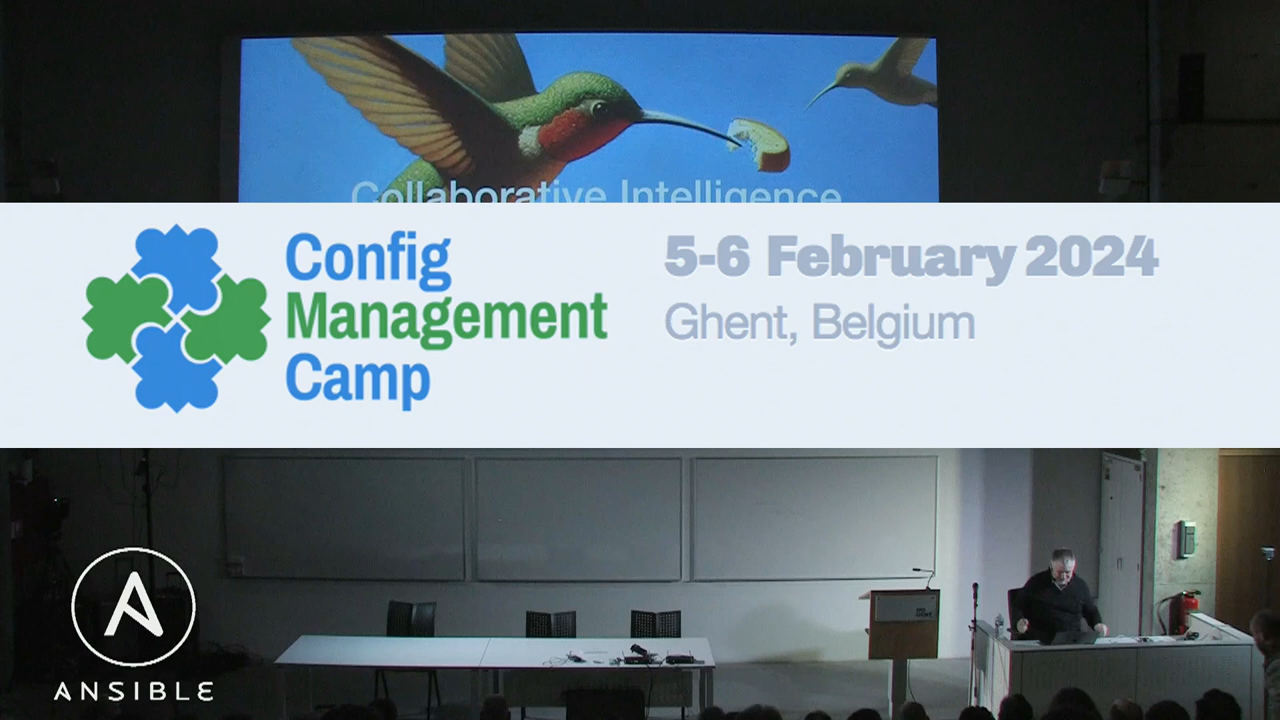 Collaborative Intelligence
Config
Management
Camp
5-6 February 2024
Ghent, Belgium
ANSIBLE